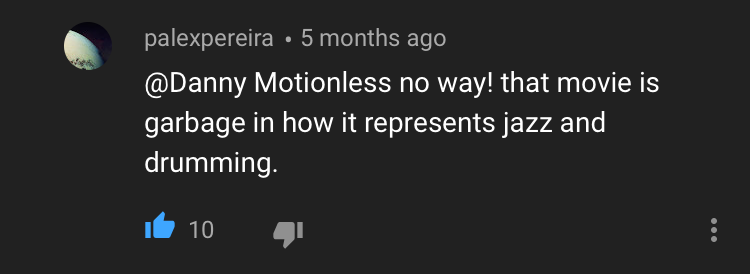 palexpereira • 5 months ago
@Danny Motionless no way! that movie is
garbage in how it represents jazz and
drumming.
10